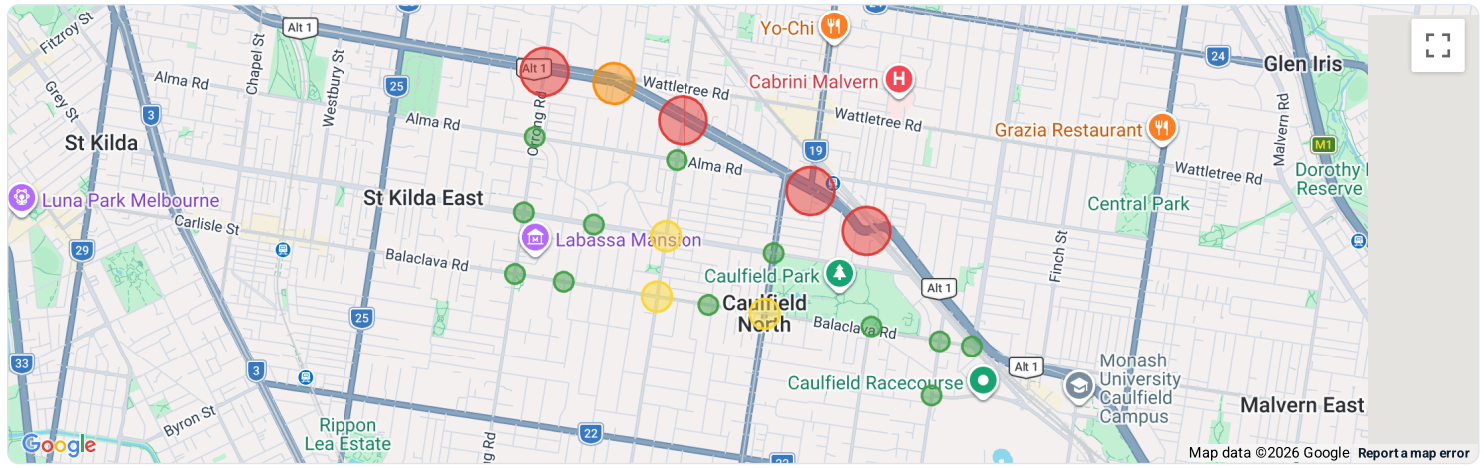 Fitzroy St
Alt 1
24
Yo-Chi
24
Glen Iris
Chapel St
Westbury St
Alt 1
Alma Rd
25
Wattletree Rd
Cabrini Malvern
H
Grey St
3
Alma Rd
Orrong Rd
Wattletree Rd
Grazia Restaurant
Malvern Rd
St Kilda
19
M1
Alma Rd
Wattletree Rd
Dorothy
Reserve
Luna Park Melbourne
St Kilda East
Central Park
Carlisle St
Labassa Mansion
Finch St
29
Balaclava Rd
Caulfield Park
Alt 1
Caulfield
North
25
Balaclava Rd
33
3
Alt 1
Monash
University
Caulfield
Campus
Caulfield Racecourse
Malvern East
Byron St
Rippon
Lea Estate
22
ng Rd
22
Google
Map data ©2026 Google
Report a map error